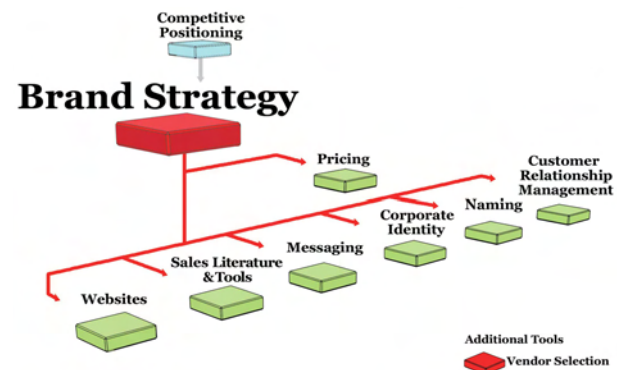 Competitive
Positioning
Brand Strategy
Pricing
Customer
Relationship
Management
Naming
Corporate
Identity
Messaging
Sales Literature
&Tools
Websites
Additional Tools
Vendor Selection